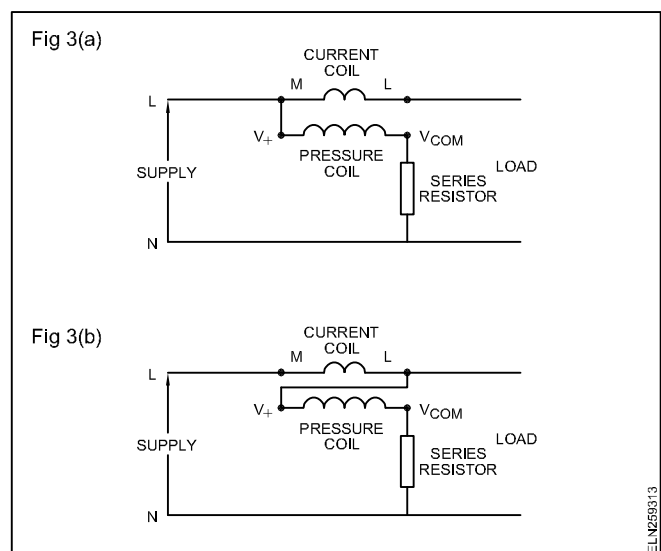 Fig 3(a)
CURRENT
COIL
M
L
L
V+
VCOM
PRESSURE
COIL
SUPPLY
SERIES
RESISTOR
LOAD
N
Fig 3(b)
CURRENT
COIL
M
L
L
V+
VCOM
PRESSURE
COIL
SUPPLY
SERIES
RESISTOR
LOAD
N
ELN259313